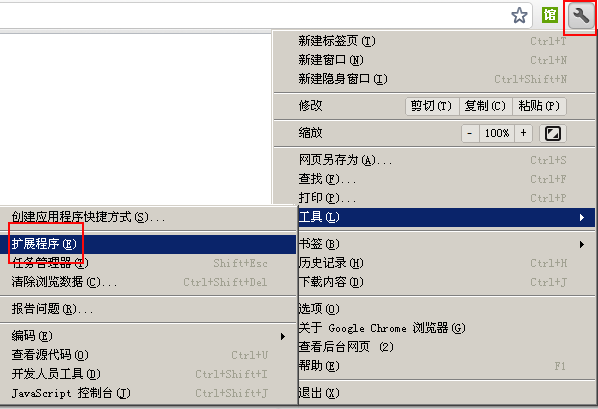 馆
新建标签页(T) Ctrl+T
新建窗口(N) Ctrl+N
新建隐身窗口(I) Ctrl+Shift+N
修改 剪切(T) 复制(C) 粘贴(P)
缩放 - 100% +
网页另存为(A)... Ctrl+S
查找(F)... Ctrl+F
打印(P)... Ctrl+P
工具(L)
书签(B)
历史记录(H) Ctrl+H
下载内容(D) Ctrl+J
选项(O)
关于 Google Chrome 浏览器(G)
查看后台网页 (2)
帮助(E) F1
退出(X)
创建应用程序快捷方式(S)...
扩展程序(E)
任务管理器(T) Shift+Esc
清除浏览数据(C)... Ctrl+Shift+Del
报告问题(R)...
编码(E)
查看源代码(O) Ctrl+U
开发人员工具(D) Ctrl+Shift+I
JavaScript 控制台(J) Ctrl+Shift+J